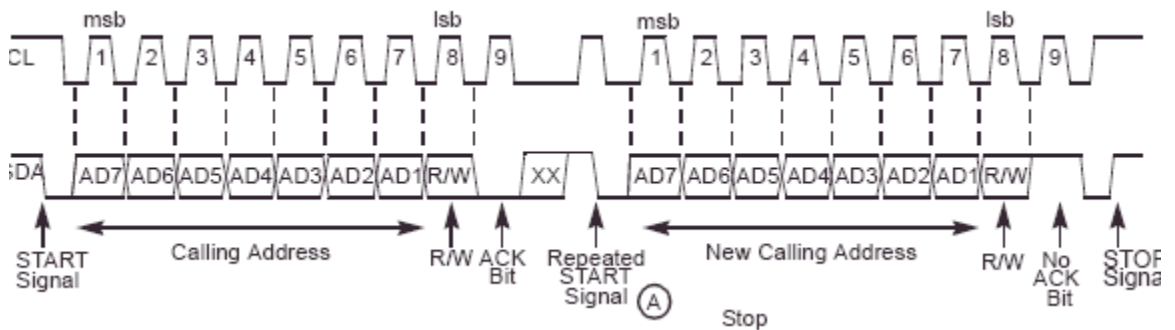 msb lsb msb lsb
CL 1 2 3 4 5 6 7 8 9 1 2 3 4 5 6 7 8 9
SDA AD7 AD6 AD5 AD4 AD3 AD2 AD1 R/W XX AD7 AD6 AD5 AD4 AD3 AD2 AD1 R/W
START
Signal
Calling Address
R/W
ACK
Bit
Repeated
START
Signal
A
New Calling Address
R/W
No
ACK
Bit
STOP
Signal
Stop